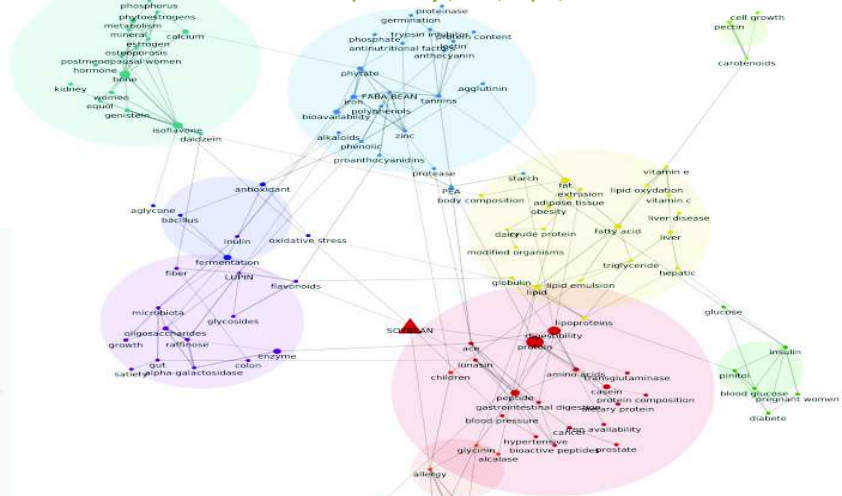 phosphorus
phytoestrogens
metabolism
mineral
calcium
estrogen
osteoporosis
postmenopausal women
hormone
bone
kidney
women
equol
genistein
isoflavone
daidzein
proteinase
germination
trypsin inhibitor
protein content
phosphate
lectin
antinutritional factors
anthocyanin
phytate
agglutinin
FABA BEAN
iron
tannins
polyphenols
bioavailability
zinc
alkaloids
phenolic
proanthocyanidins
protease
PEA
cell growth
pectin
carotenoids
antioxidant
aglycone
bacillus
inulin
oxidative stress
fermentation
starch
fat
extrusion
vitamin e
lipid oxydation
body composition
adipose tissue
vitamin c
obesity
liver disease
dairy
crude protein
fatty acid
liver
modified organisms
triglyceride
hepatic
globulin
lipid
lipid emulsion
fiber
LUPIN
flavonoids
microbiota
glycosides
oligosaccharides
growth
raffinose
enzyme
gut
colon
satiety
alpha-galactosidase
SOYBEAN
lipoproteins
digestibility
protein
ace
lunasin
children
amino acids
transglutaminase
casein
peptide
protein composition
gastrointestinal digestion
dietary protein
blood pressure
cancer
iron availability
hypertensive
glycinin
bioactive peptides
prostate
alcalase
allergy
glucose
insulin
pinitol
blood glucose
pregnant women
diabete